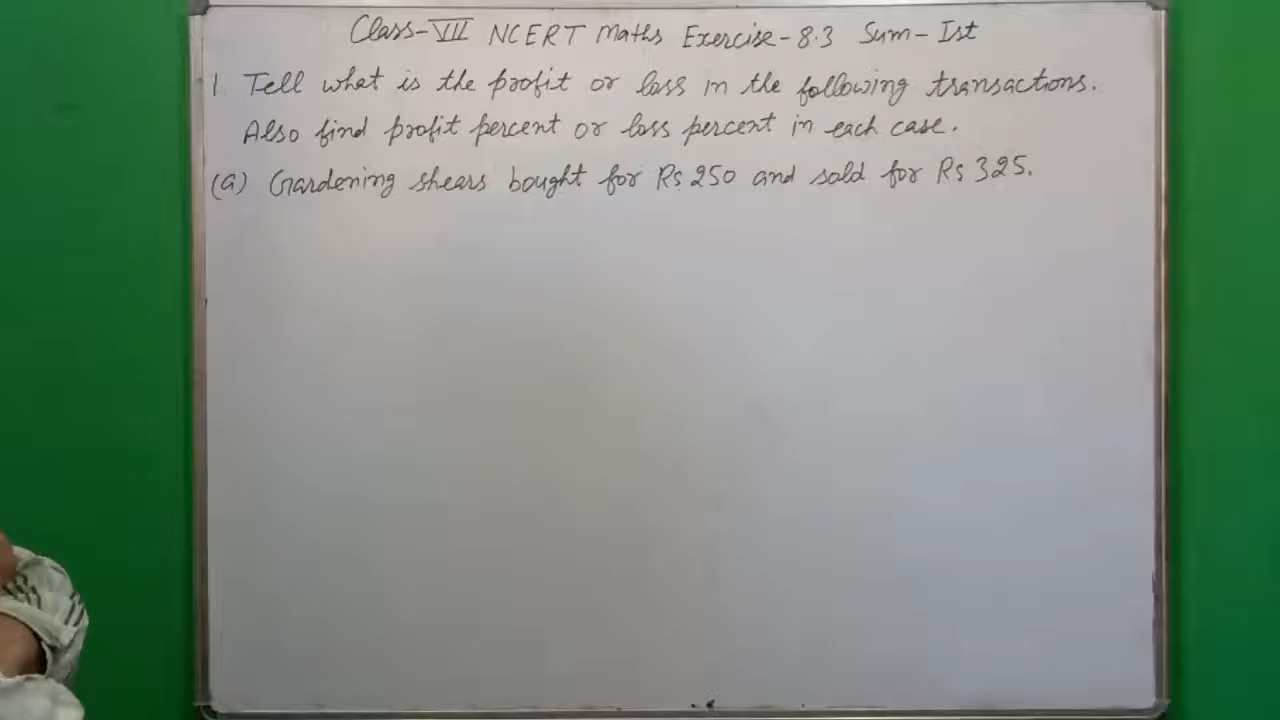 Class-VII NCERT Maths Exercise-8.3 Sum-Ist
1. Tell what is the profit or loss in the following transactions.
Also find profit percent or loss percent in each case.
(a) Gardening shears bought for Rs 250 and sold for Rs 325.